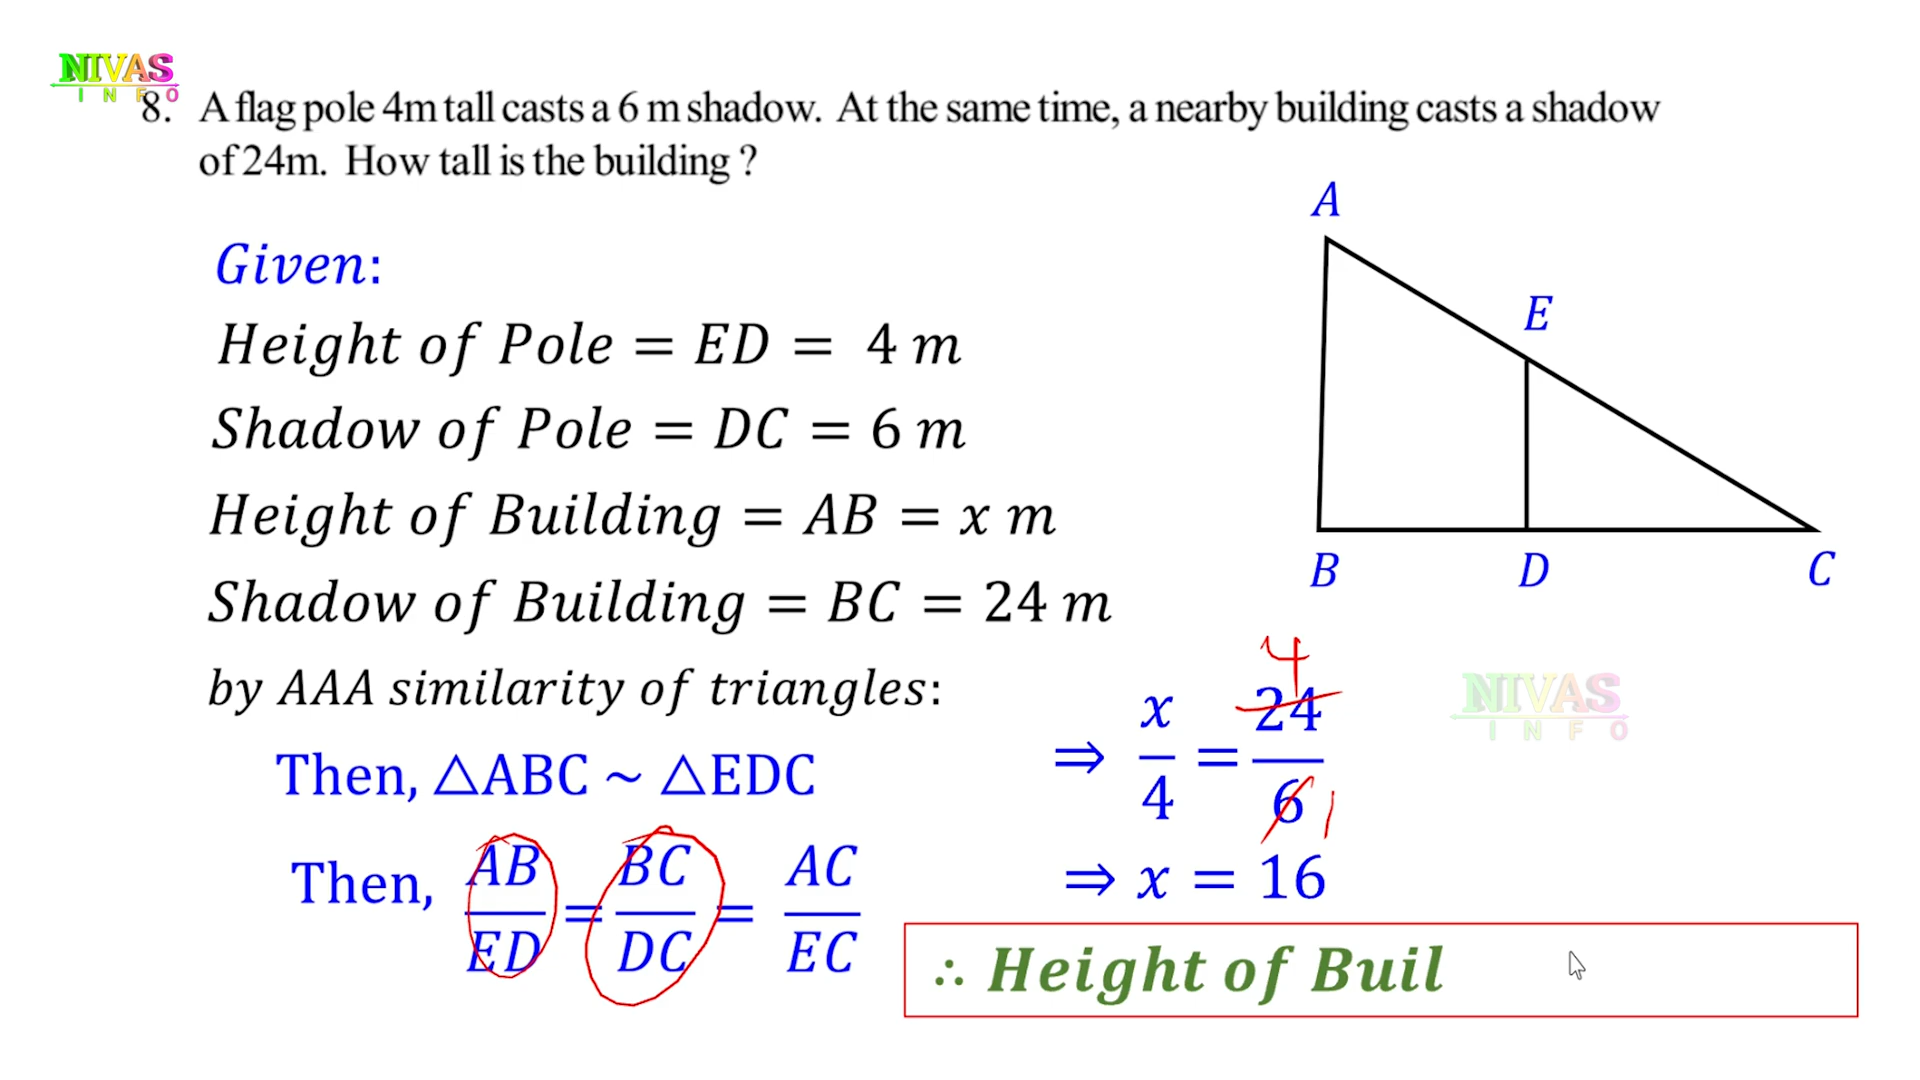 NIVAS
INFO
8. A flag pole 4m tall casts a 6 m shadow. At the same time, a nearby building casts a shadow
of 24m. How tall is the building ?
A
E
B D C
Given:
Height of Pole = ED = 4 m
Shadow of Pole = DC = 6 m
Height of Building = AB = x m
Shadow of Building = BC = 24 m
by AAA similarity of triangles:
Then, △ABC ~ △EDC
Then, AB/ED = BC/DC = AC/EC
4
⇒ x/4 = 24/6
1
⇒ x = 16
NIVAS
INFO
∴ Height of Buil